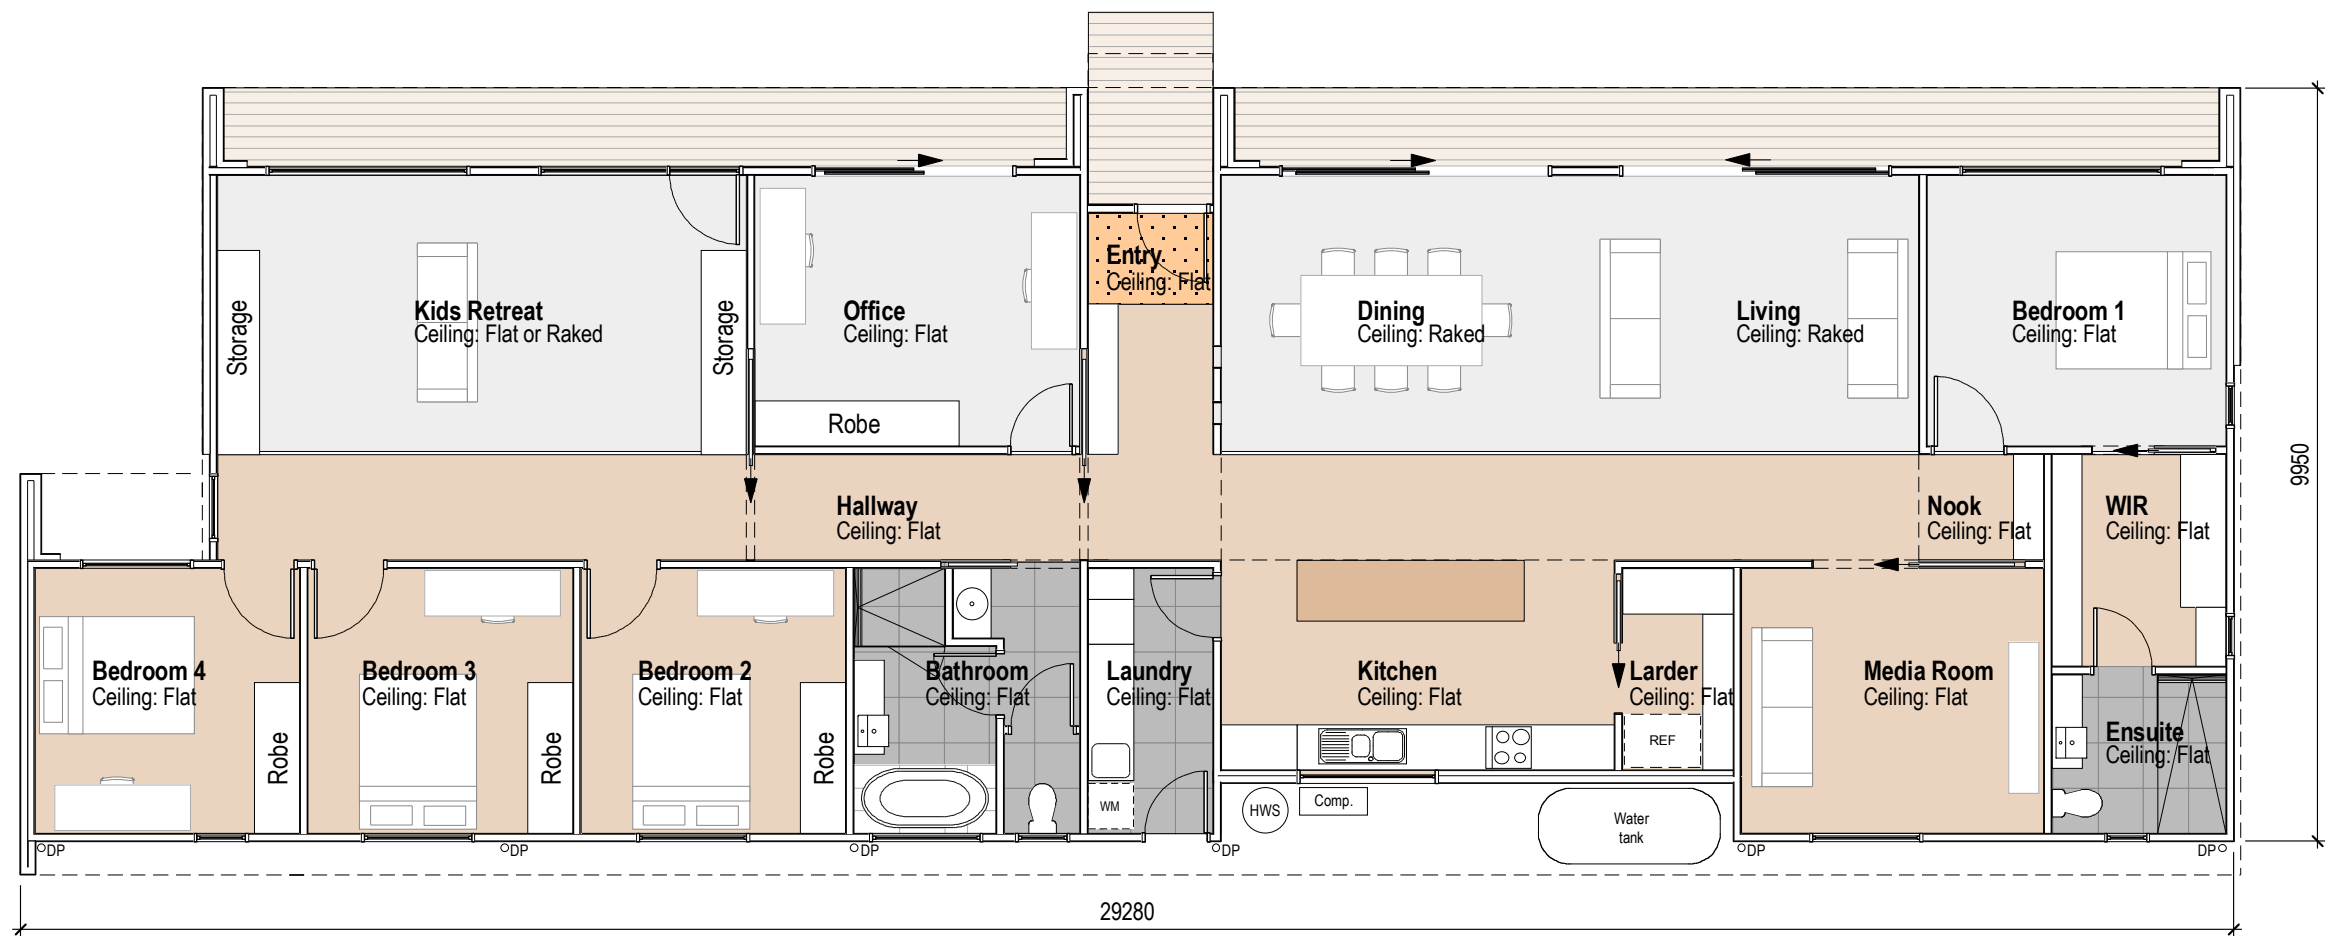 Kids Retreat
Ceiling: Flat or Raked
Storage
Storage
Office
Ceiling: Flat
Robe
Entry
Ceiling: Flat
Dining
Ceiling: Raked
Living
Ceiling: Raked
Bedroom 1
Ceiling: Flat
9950
Hallway
Ceiling: Flat
Nook
Ceiling: Flat
WIR
Ceiling: Flat
Bedroom 4
Ceiling: Flat
Robe
Bedroom 3
Ceiling: Flat
Robe
Bedroom 2
Ceiling: Flat
Robe
Bathroom
Ceiling: Flat
Laundry
Ceiling: Flat
WM
Kitchen
Ceiling: Flat
Larder
Ceiling: Flat
REF
Media Room
Ceiling: Flat
Ensuite
Ceiling: Flat
HWS
Comp.
Water
tank
DP
DP
DP
DP
DP
DP
29280